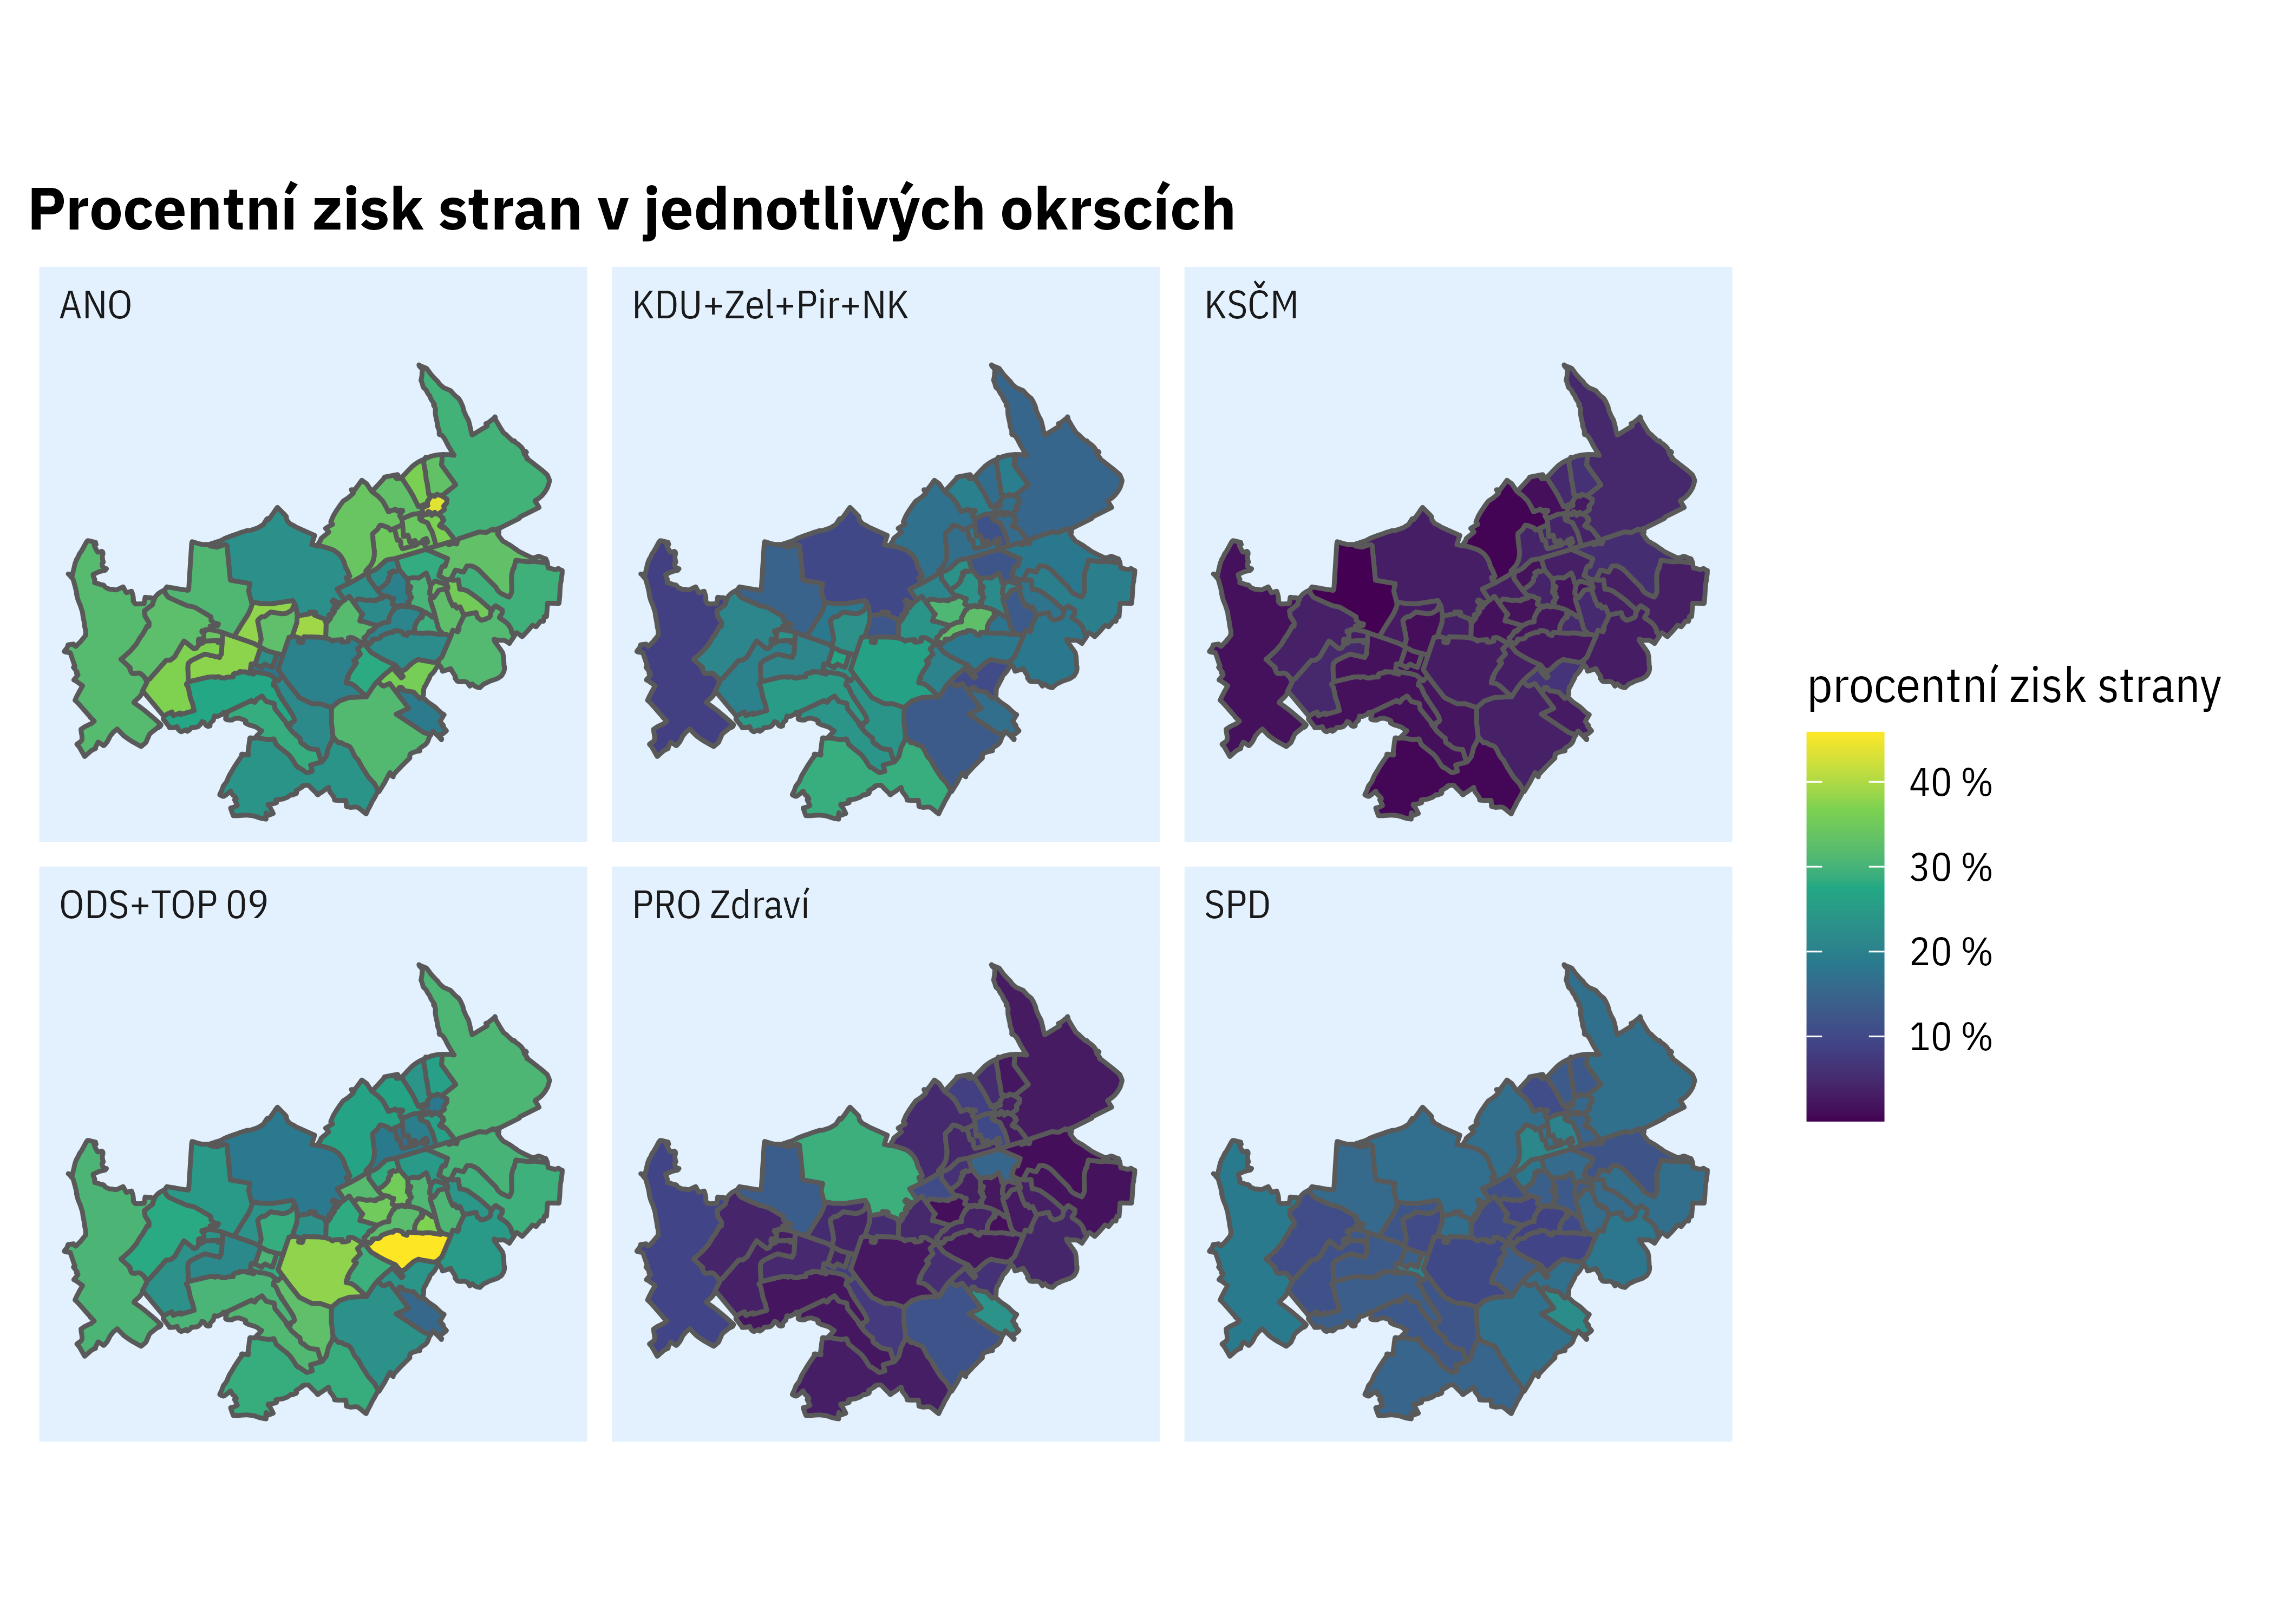 Procentní zisk stran v jednotlivých okrscích
ANO
KDU+Zel+Pir+NK
KSČM
ODS+TOP 09
PRO Zdraví
SPD
procentní zisk strany
40 %
30 %
20 %
10 %